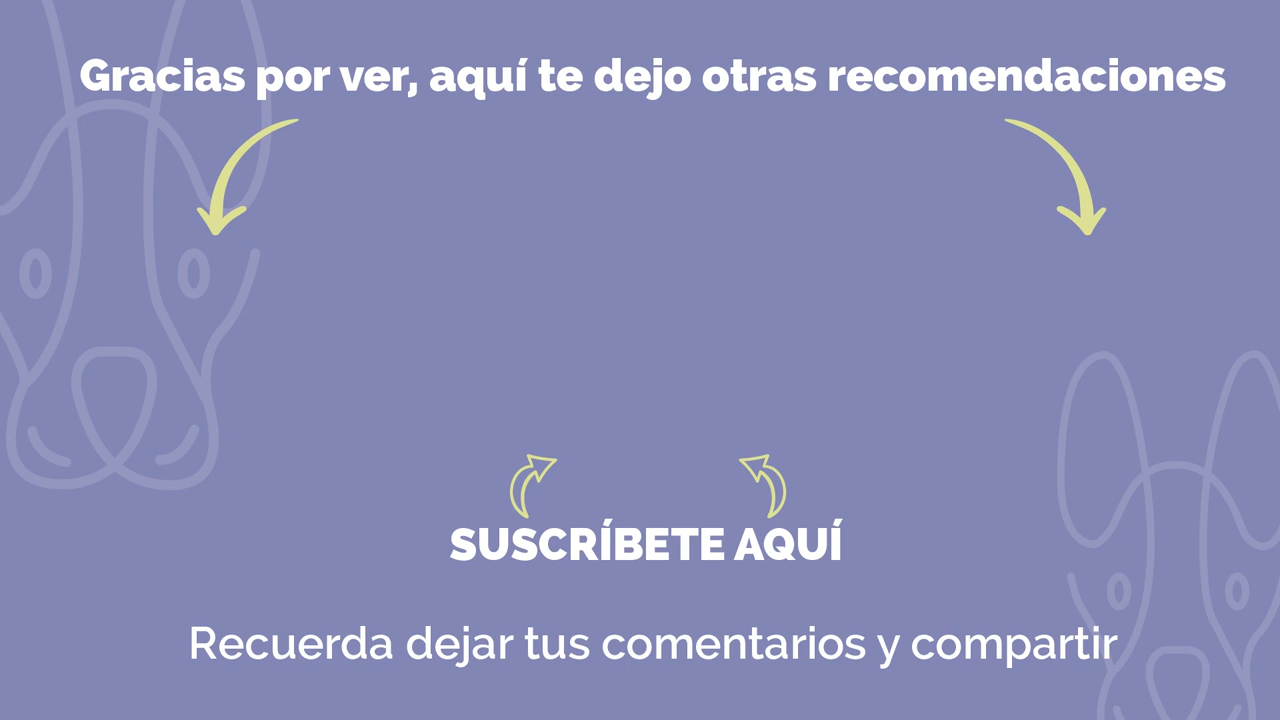 Gracias por ver, aquí te dejo otras recomendaciones
SUSCRÍBETE AQUÍ
Recuerda dejar tus comentarios y compartir